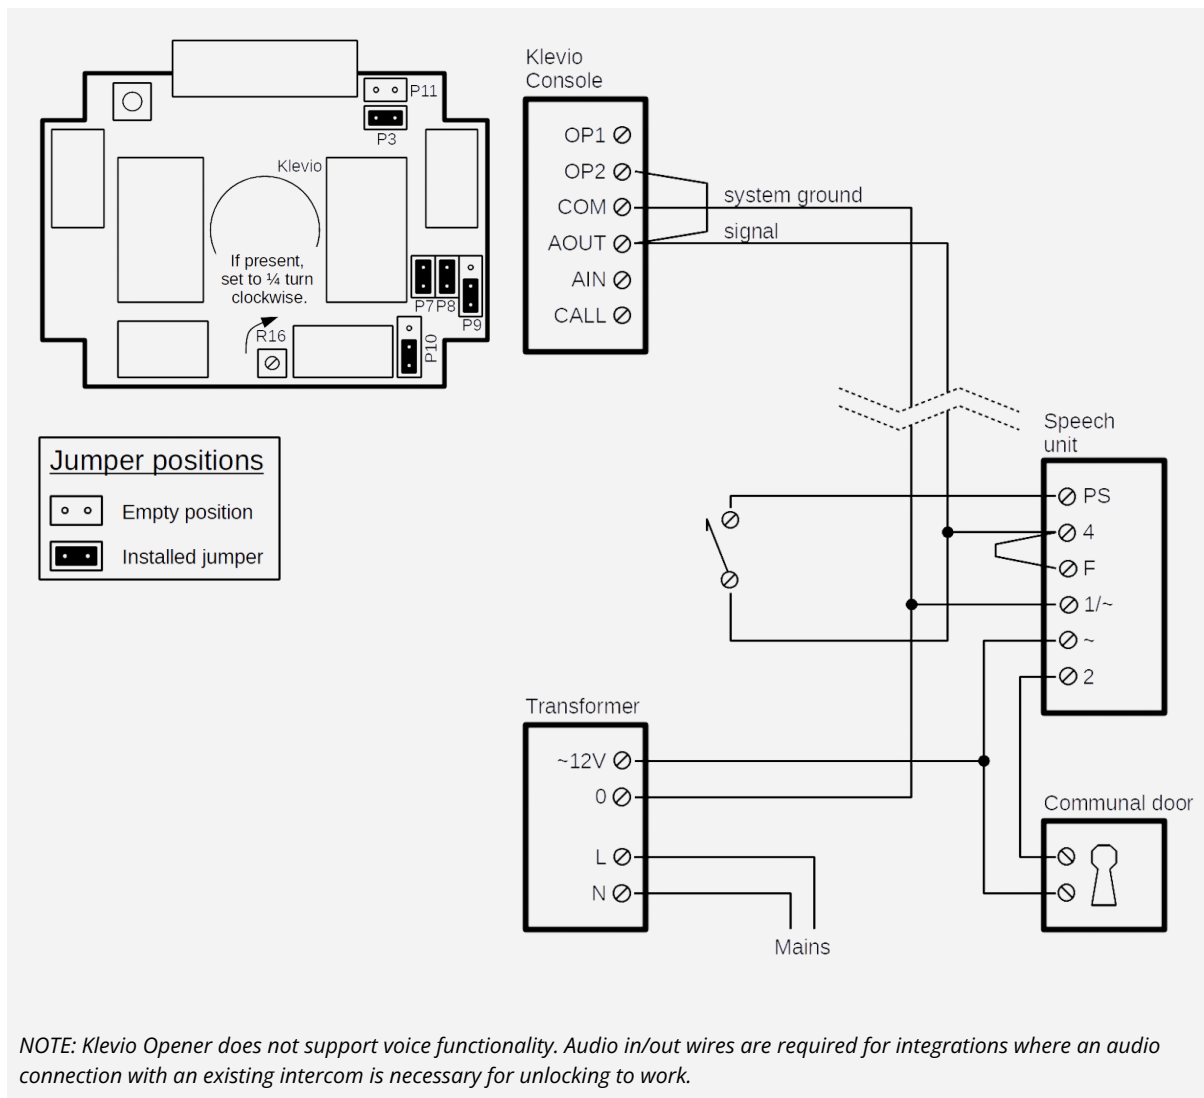 P11
P3
Klevio
If present,
set to ¼ turn
clockwise.
R16
P7
P8
P9
P10
Jumper positions
Empty position
Installed jumper
Klevio
Console
OP1
OP2
COM
AOUT
AIN
CALL
system ground
signal
Speech
unit
PS
4
F
1/~
~
2
Transformer
~12V
0
L
N
Mains
Communal door
NOTE: Klevio Opener does not support voice functionality. Audio in/out wires are required for integrations where an audio
connection with an existing intercom is necessary for unlocking to work.